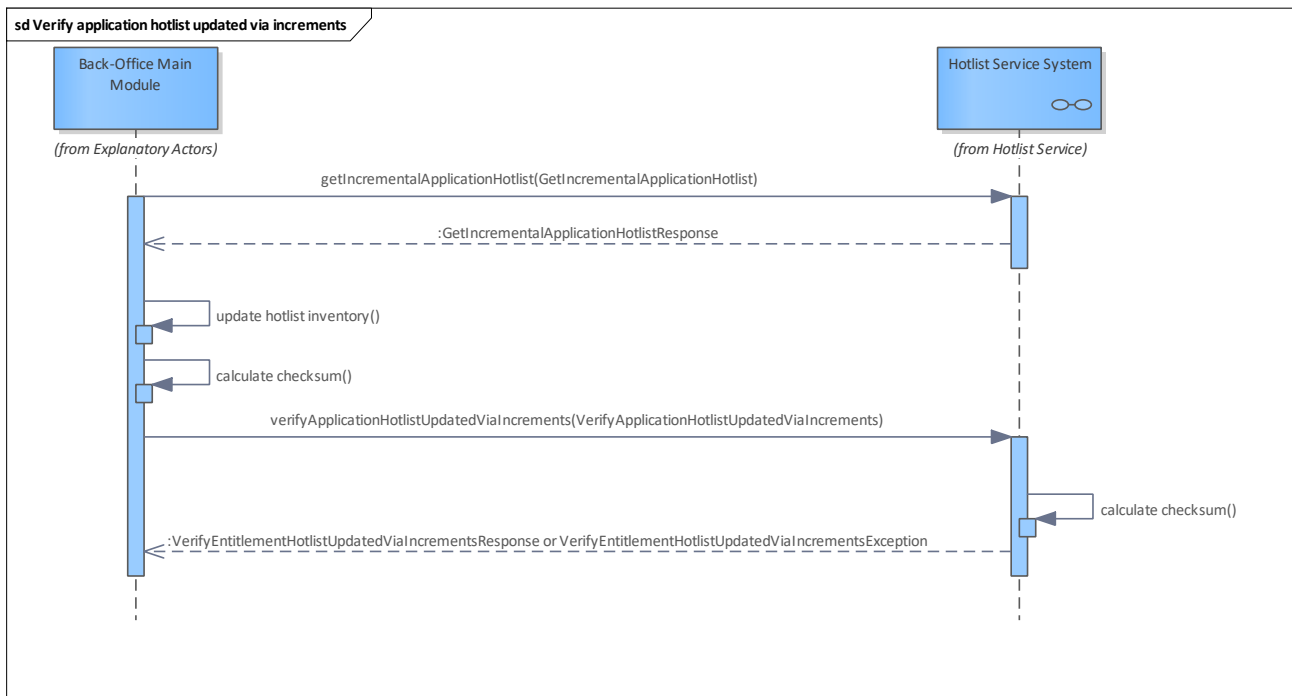 sd Verify application hotlist updated via increments
Back-Office Main
Module
Hotlist Service System
(from Explanatory Actors)
(from Hotlist Service)
getIncrementalApplicationHotlist(GetIncrementalApplicationHotlist)
:GetIncrementalApplicationHotlistResponse
update hotlist inventory()
calculate checksum()
verifyApplicationHotlistUpdatedViaIncrements(VerifyApplicationHotlistUpdatedViaIncrements)
calculate checksum()
:VerifyEntitlementHotlistUpdatedViaIncrementsResponse or VerifyEntitlementHotlistUpdatedViaIncrementsException